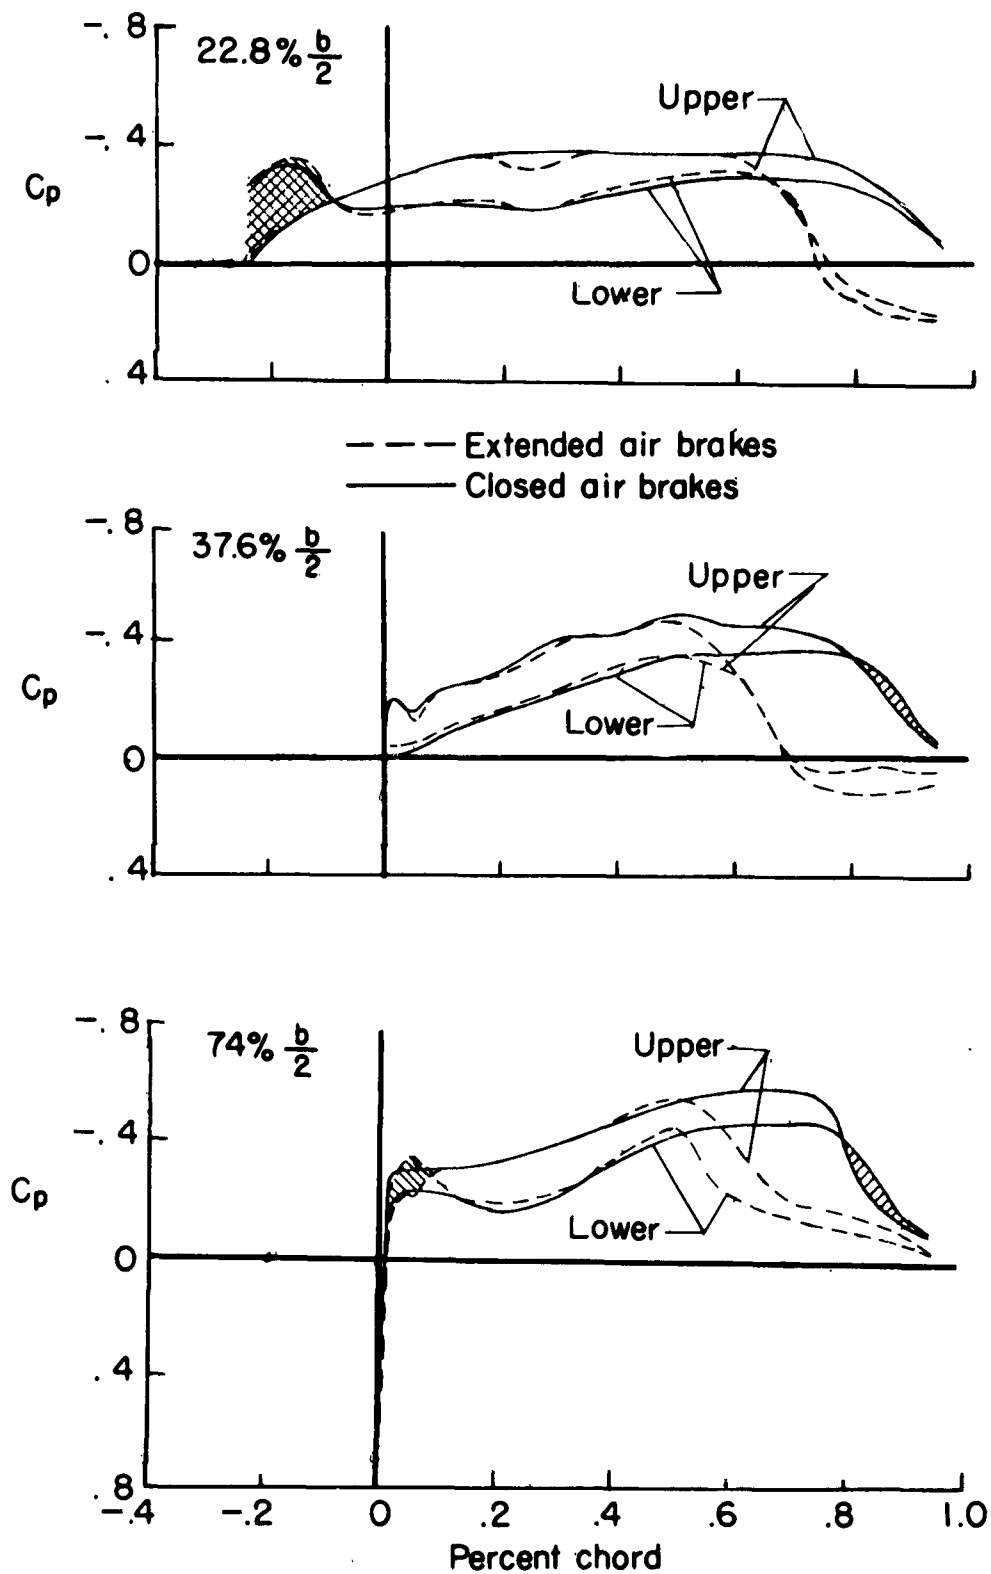 -.8
22.8% b/2
Upper
-.4
Cp
0
Lower
.4
Extended air brakes
Closed air brakes
-.8
37.6% b/2
Upper
-.4
Cp
Lower
0
.4
-.8
74% b/2
Upper
-.4
Cp
Lower
0
.4
.8
-.4 -.2 0 .2 .4 .6 .8 1.0
Percent chord